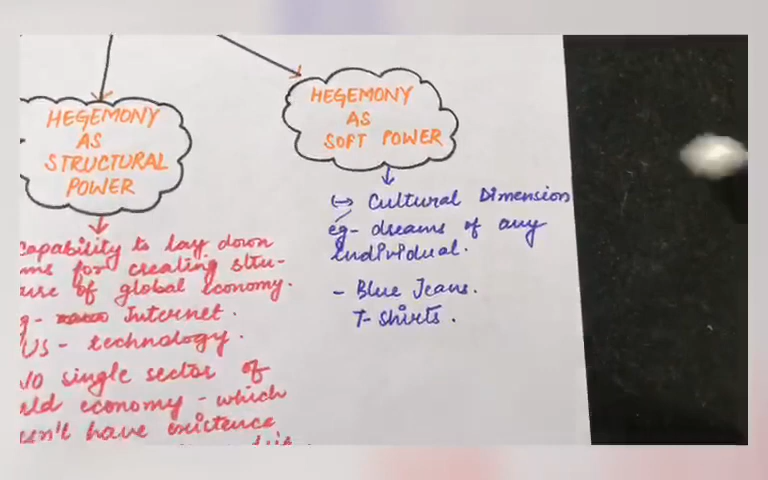 HEGEMONY
AS
STRUCTURAL
POWER
Capability to lay down
for creating stru-
of global economy.
Internet.
US - technology.
single sector of
economy - which
have existence
HEGEMONY
AS
SOFT POWER
↪ Cultural Dimension
eg- dreams of any
individual.
- Blue Jeans.
T-shirts.